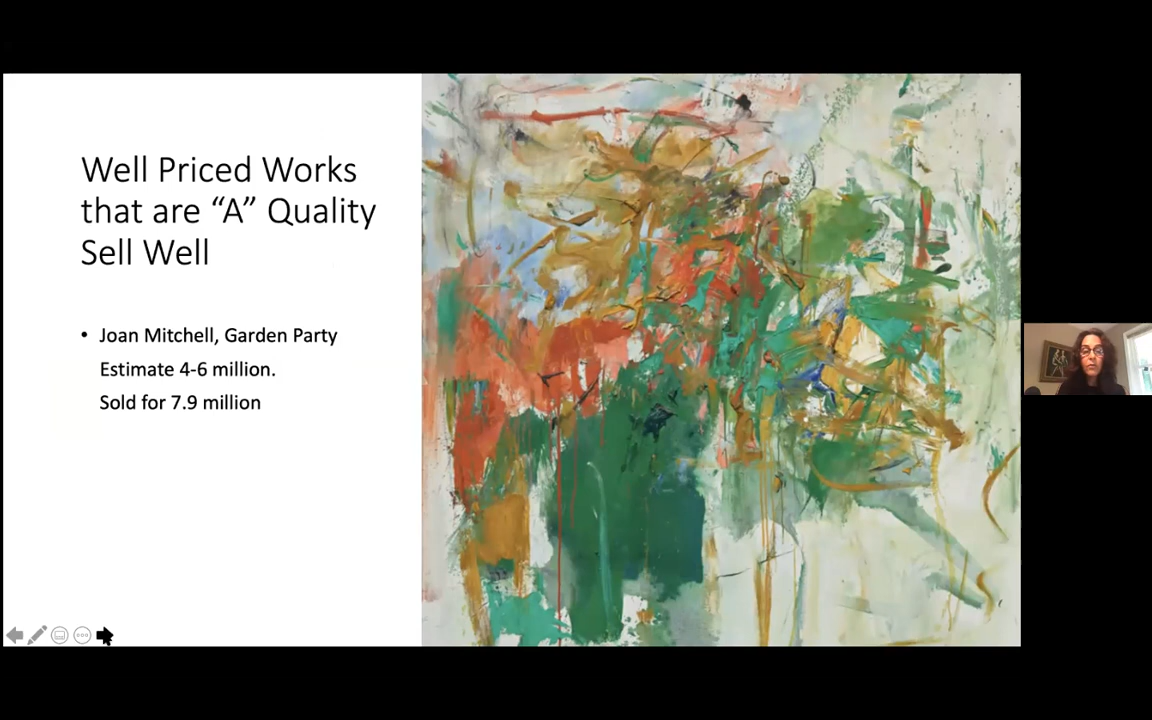 Well Priced Works
that are “A” Quality
Sell Well
• Joan Mitchell, Garden Party
Estimate 4-6 million.
Sold for 7.9 million